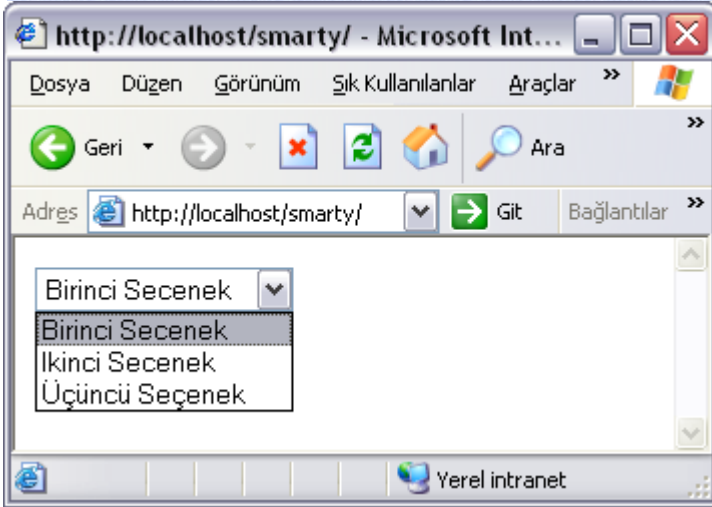 http://localhost/smarty/ - Microsoft Int...
Dosya Düzen Görünüm Sık Kullanılanlar Araçlar »
Geri Ara »
Adres http://localhost/smarty/ Git Bağlantılar »
Birinci Secenek
Birinci Secenek
Ikinci Secenek
Üçüncü Seçenek
Yerel intranet